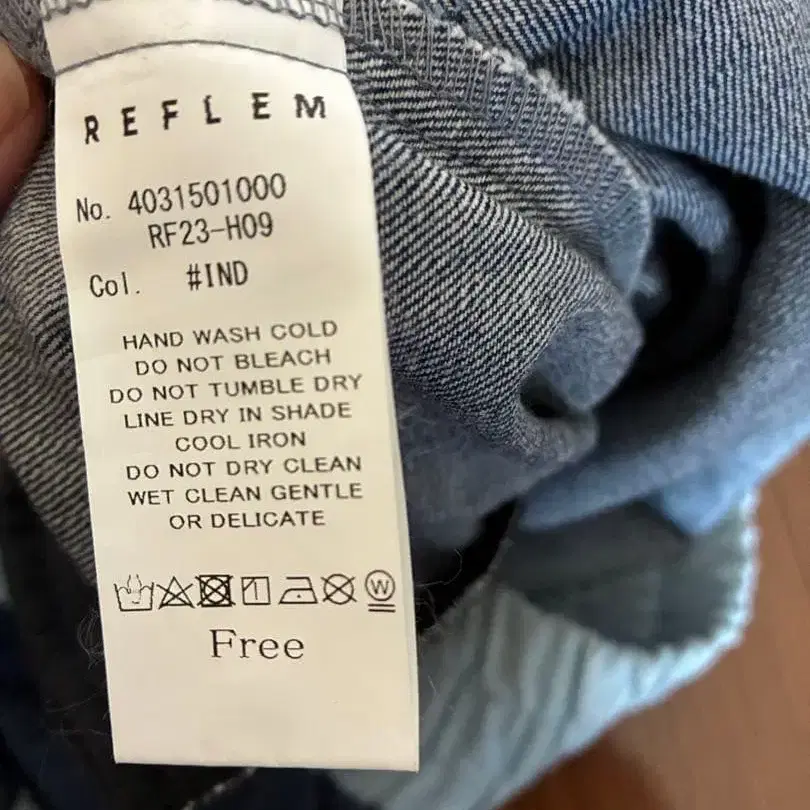 REFLEM
No. 4031501000
RF23-H09
Col. #IND
HAND WASH COLD
DO NOT BLEACH
DO NOT TUMBLE DRY
LINE DRY IN SHADE
COOL IRON
DO NOT DRY CLEAN
WET CLEAN GENTLE
OR DELICATE
W
Free